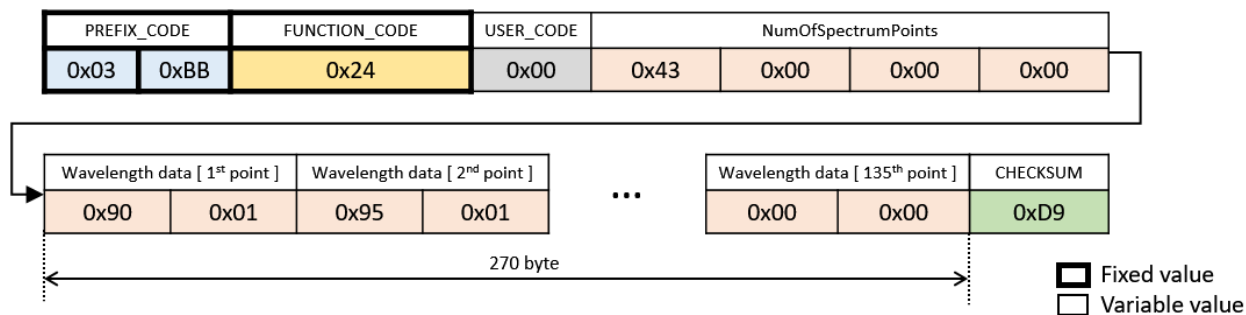 PREFIX_CODE FUNCTION_CODE USER_CODE NumOfSpectrumPoints
0x03 0xBB 0x24 0x00 0x43 0x00 0x00 0x00
Wavelength data [ 1st point ] Wavelength data [ 2nd point ] ... Wavelength data [ 135th point ] CHECKSUM
0x90 0x01 0x95 0x01 0x00 0x00 0xD9
270 byte
Fixed value
Variable value